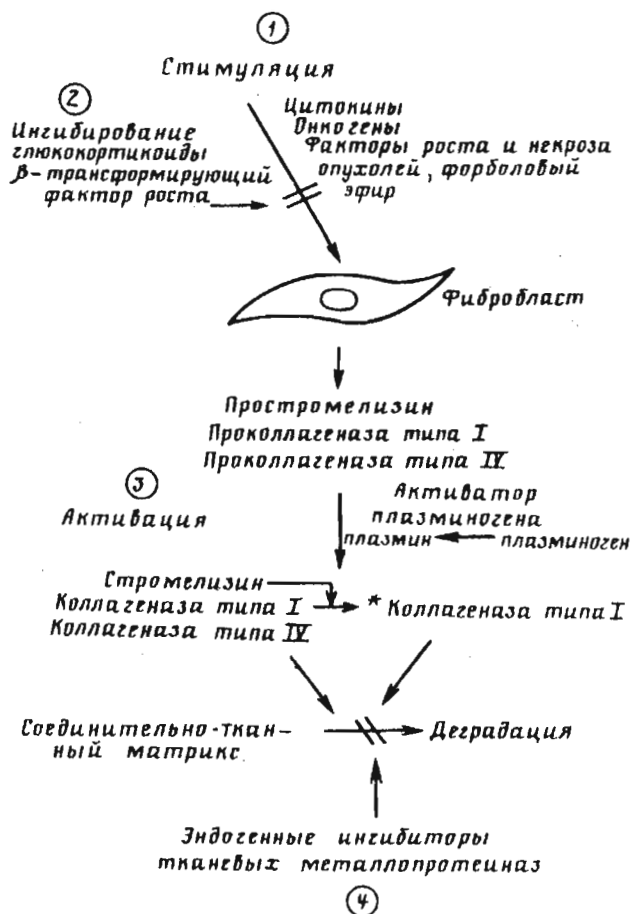 1
Стимуляция
2
Ингибирование
глюкокортикоиды
β-трансформирующий
фактор роста
Цитокины
Онкогены
Факторы роста и некроза
опухолей, форболовый
эфир
Фибробласт
Простромелизин
Проколлагеназа типа I
Проколлагеназа типа IV
3
Активация
Активатор
плазминогена
плазмин плазминоген
Стромелизин
Коллагеназа типа I * Коллагеназа типа I
Коллагеназа типа IV
Соединительно-ткан-
ный матрикс
Деградация
Эндогенные ингибиторы
тканевых металлопротеиназ
4